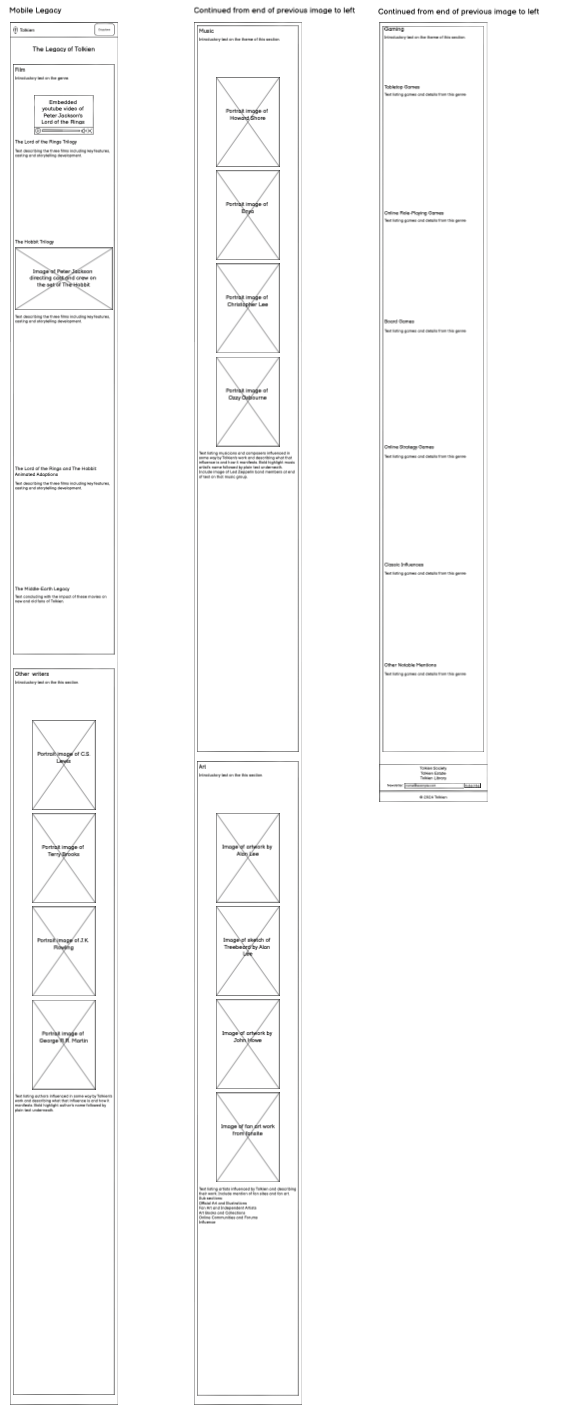 Mobile Legacy
Tolkien
The Legacy of Tolkien
Film
Introductory text on the genre
Embedded
youtube video of
Peter Jackson's
Lord of the Rings
The Lord of the Rings Trilogy
Text describing the three films including key features,
casting and storytelling development.
The Hobbit Trilogy
Image of Peter Jackson
directing cast and crew on
the set of The Hobbit
Text describing the three films including key features,
casting and storytelling development.
The Lord of the Rings and The Hobbit
Animated Adaptions
Text describing the three films including key features,
casting and storytelling development.
The Middle-Earth Legacy
Text concluding with the impact of these movies on
new and old fans of Tolkien.
Other writers
Introductory text on the this section
Portrait image of C.S.
Lewis
Portrait image of
Terry Brooks
Portrait image of J.K.
Rowling
Portrait image of
George R.R. Martin
Text listing authors influenced in some way by Tolkien's
work and describing what that influence is and how it
manifests. Bold highlight author's name followed by
plain text underneath.
Continued from end of previous image to left
Music
Introductory text on the theme of this section.
Portrait image of
Howard Shore
Portrait image of
Enya
Portrait image of
Christopher Lee
Portrait image of
Ozzy Osbourne
Text listing musicians and composers influenced in
some way by Tolkien's work and describing what that
influence is and how it manifests. Bold highlight music
artist's name followed by plain text underneath.
Include image of Led Zeppelin band members at end
of text on that music group.
Art
Introductory text on the this section
Image of artwork by
Alan Lee
Image of sketch of
Treebeard by Alan
Lee
Image of artwork by
John Howe
Image of fan art work
from fansite
Text listing artists influenced by Tolkien and describing
their work. Include mention of fan sites and fan art.
Sub sections:
Official Art and Illustrations
Fan Art and Independent Artists
Art Books and Collections
Online Communities and Forums
Influence
Continued from end of previous image to left
Gaming
Introductory text on the theme of this section.
Tabletop Games
Text listing games and details from this genre.
Online Role-Playing Games
Text listing games and details from this genre.
Board Games
Text listing games and details from this genre.
Online Strategy Games
Text listing games and details from this genre.
Classic Influences
Text listing games and details from this genre.
Other Notable Mentions
Text listing games and details from this genre.
Tolkien Society
Tolkien Estate
Tolkien Library
Newsletter
Subscribe
© 2024 Tolkien